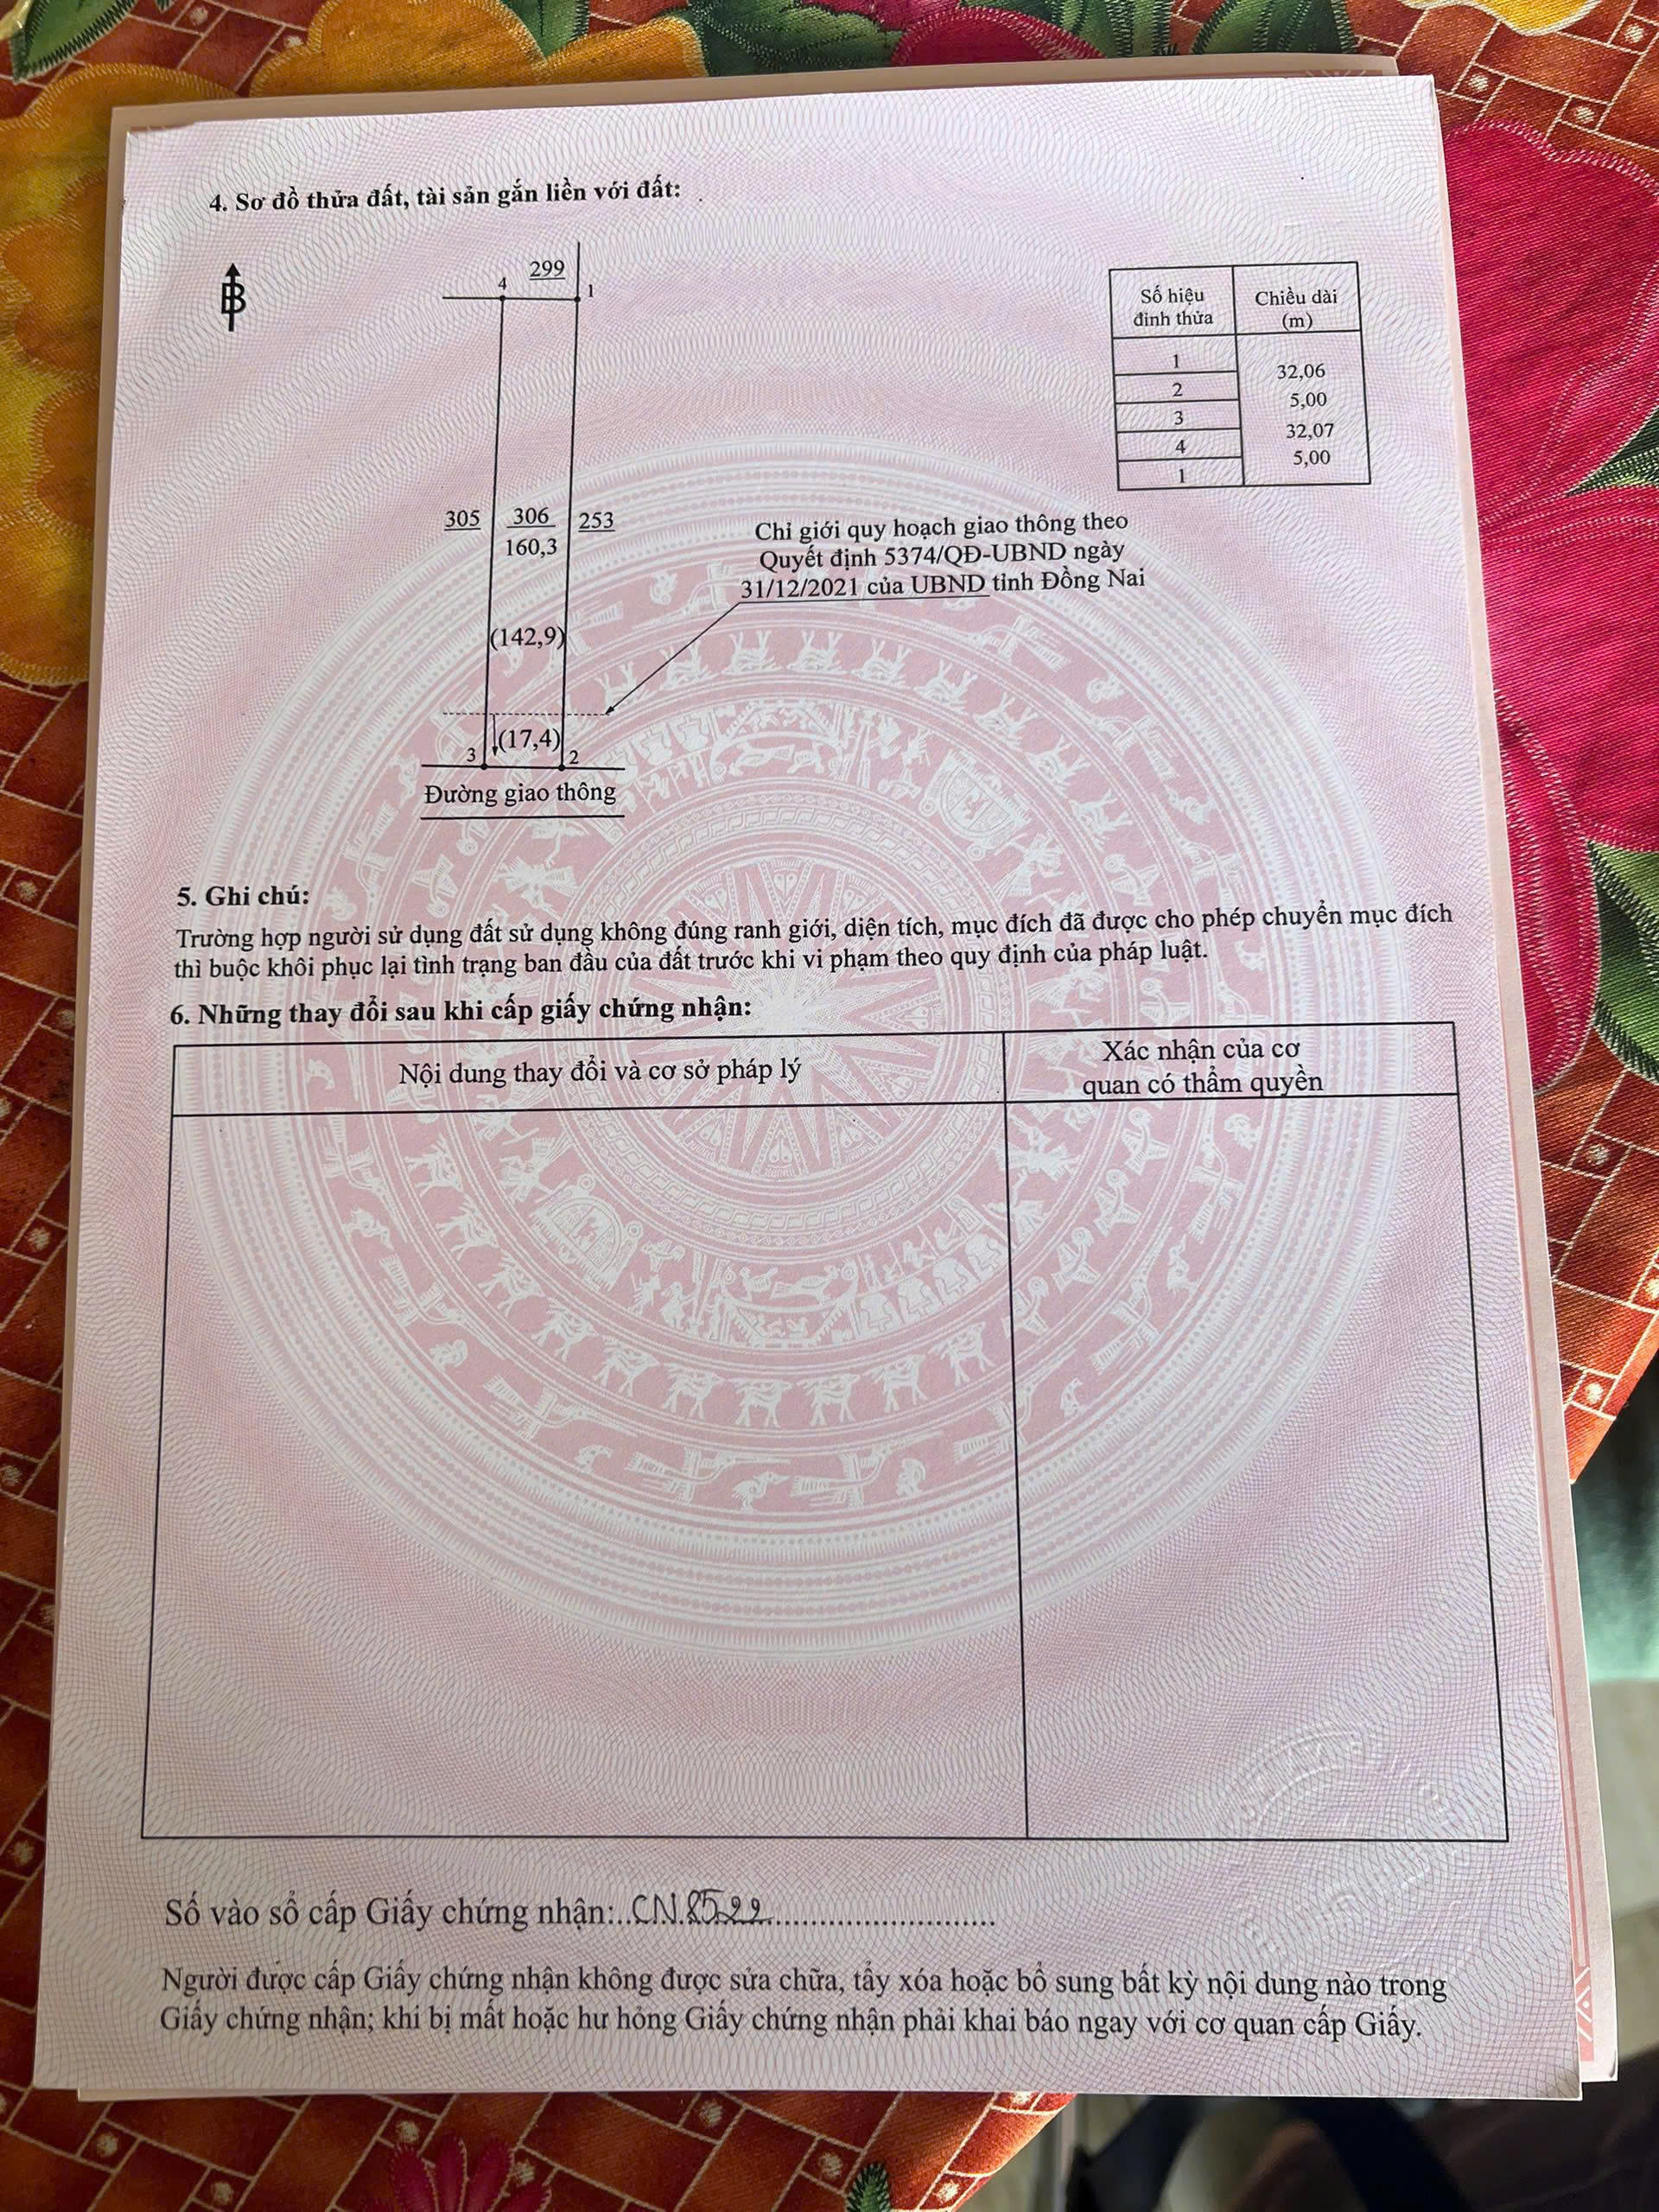 4. Sơ đồ thửa đất, tài sản gắn liền với đất:
B
299
4
1
305
306
253
160,3
(142,9)
(17,4)
3
2
Đường giao thông
Chỉ giới quy hoạch giao thông theo
Quyết định 5374/QĐ-UBND ngày
31/12/2021 của UBND tỉnh Đồng Nai
Số hiệu đỉnh thửa
Chiều dài (m)
1
32,06
2
5,00
3
32,07
4
5,00
1
5. Ghi chú:
Trường hợp người sử dụng đất sử dụng không đúng ranh giới, diện tích, mục đích đã được cho phép chuyển mục đích
thì buộc khôi phục lại tình trạng ban đầu của đất trước khi vi phạm theo quy định của pháp luật.
6. Những thay đổi sau khi cấp giấy chứng nhận:
Nội dung thay đổi và cơ sở pháp lý
Xác nhận của cơ
quan có thẩm quyền
Số vào sổ cấp Giấy chứng nhận: CN.8522
Người được cấp Giấy chứng nhận không được sửa chữa, tẩy xóa hoặc bổ sung bất kỳ nội dung nào trong
Giấy chứng nhận; khi bị mất hoặc hư hỏng Giấy chứng nhận phải khai báo ngay với cơ quan cấp Giấy.